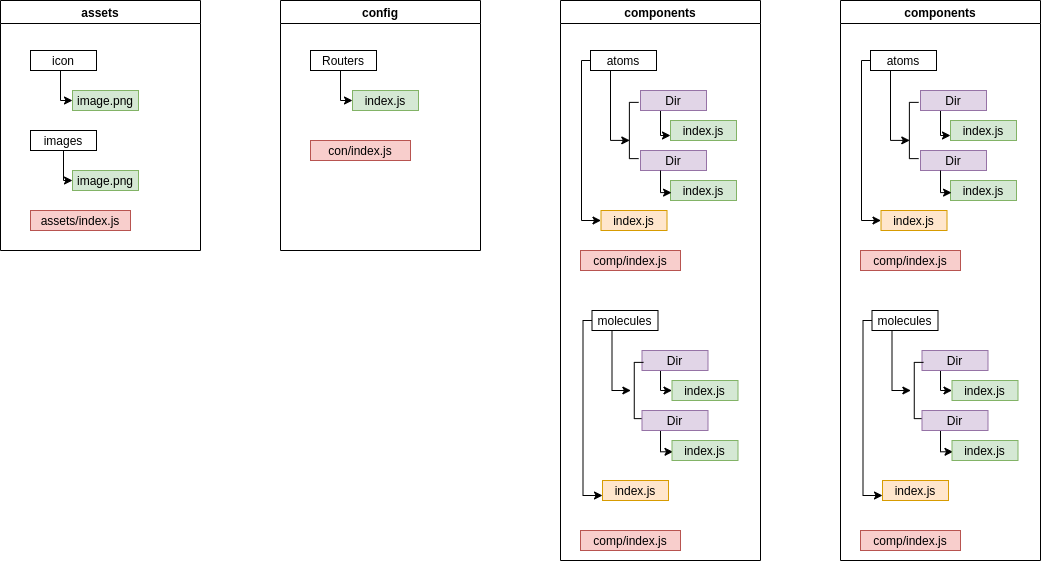 assets
icon
image.png
images
image.png
assets/index.js
config
Routers
index.js
con/index.js
components
atoms
Dir
index.js
Dir
index.js
index.js
comp/index.js
molecules
Dir
index.js
Dir
index.js
index.js
comp/index.js
components
atoms
Dir
index.js
Dir
index.js
index.js
comp/index.js
molecules
Dir
index.js
Dir
index.js
index.js
comp/index.js